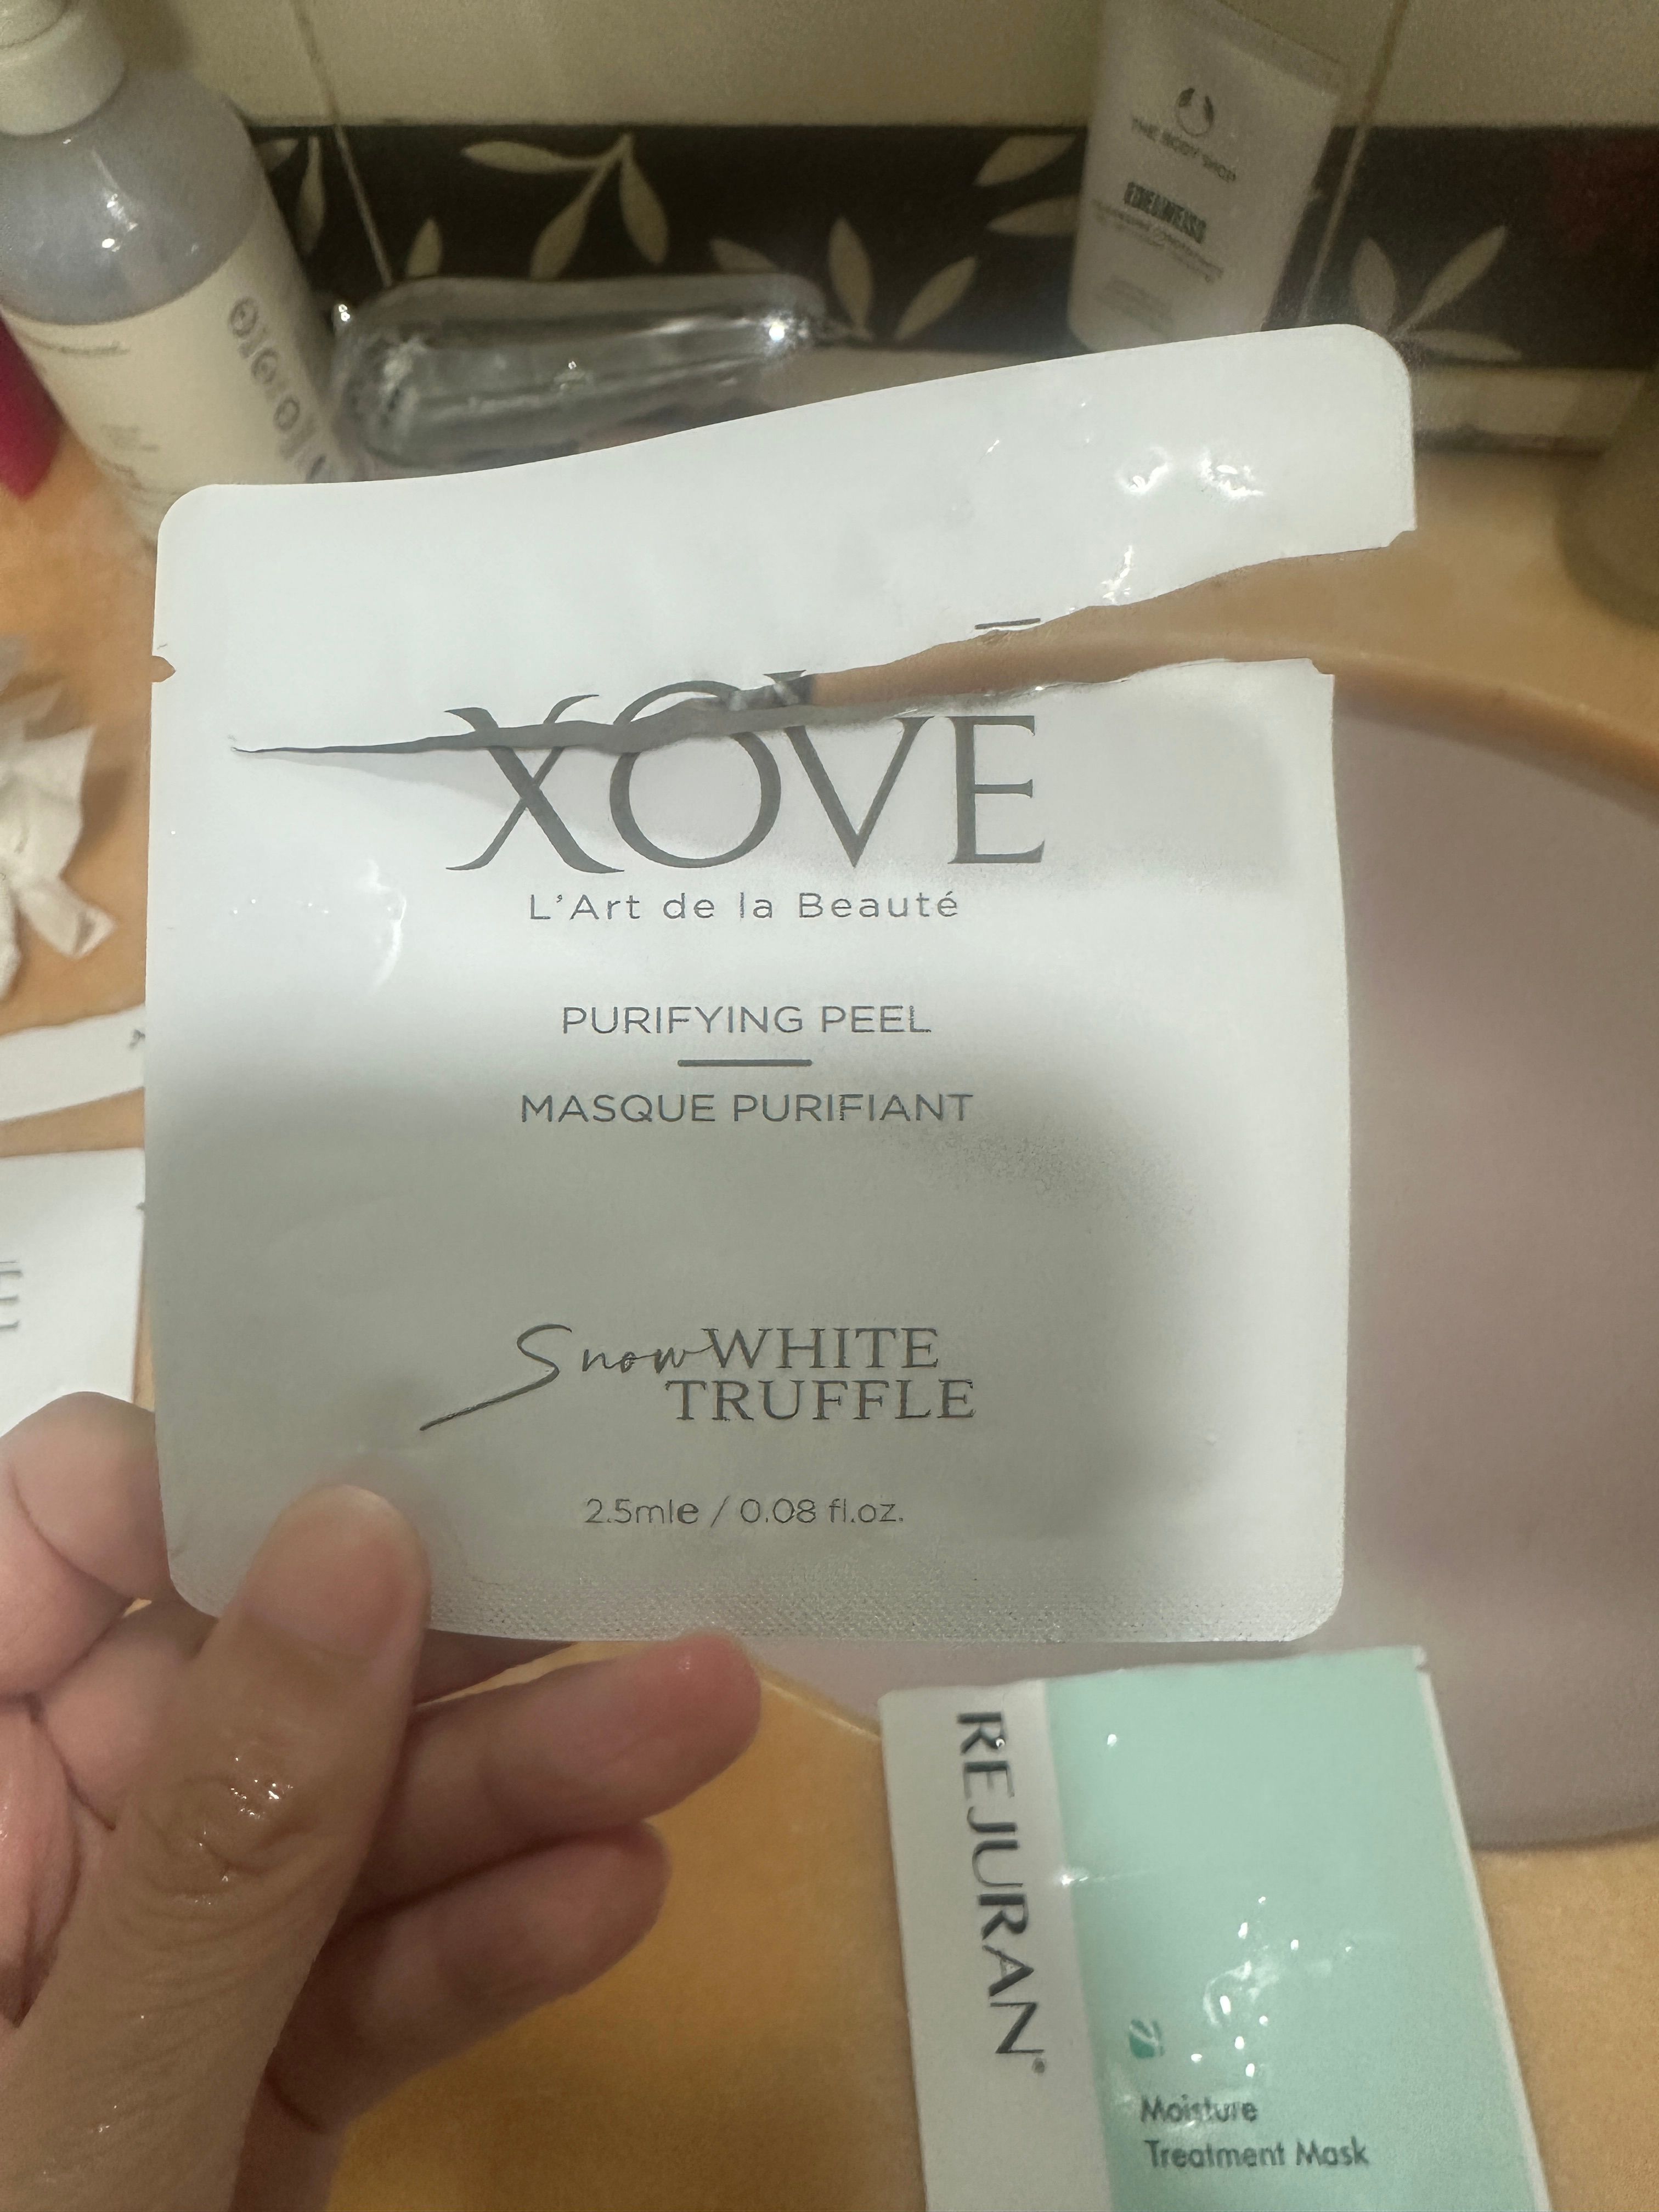 THE BODY SHOP
EDELWEISS
XOVE
L'Art de la Beauté
PURIFYING PEEL
MASQUE PURIFIANT
Snow WHITE
TRUFFLE
2.5mle / 0.08 fl.oz.
REJURAN®
Moisture
Treatment Mask